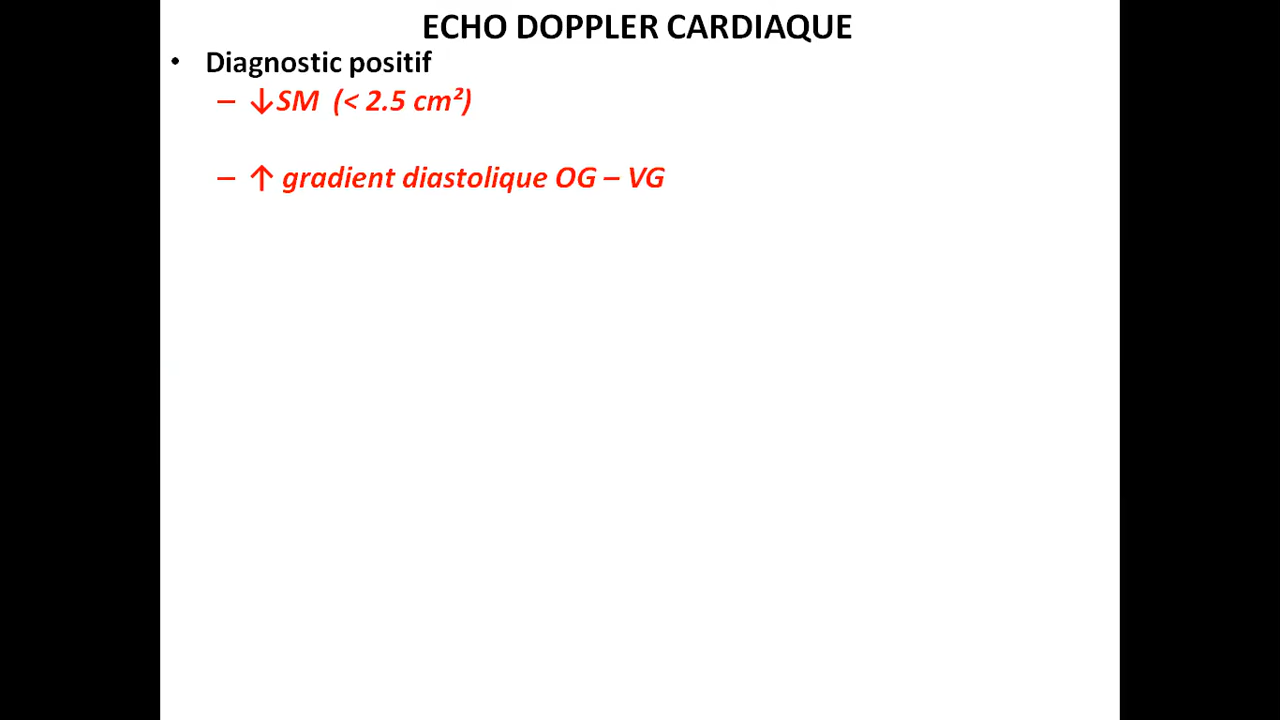 ECHO DOPPLER CARDIAQUE
• Diagnostic positif
– ↓SM (< 2.5 cm²)
– ↑ gradient diastolique OG – VG